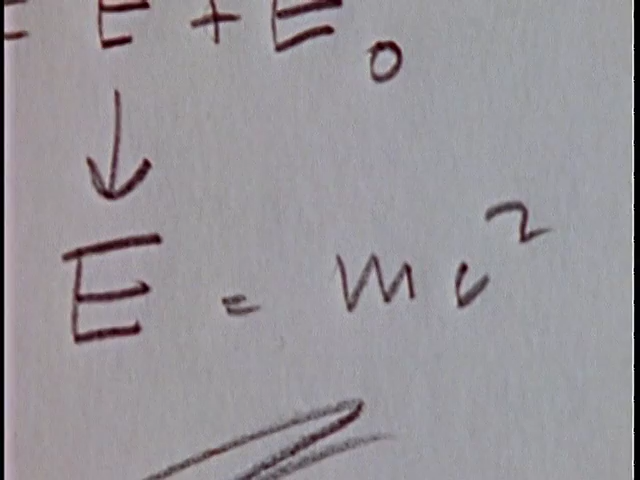 = E + E₀
↓
E = mc²